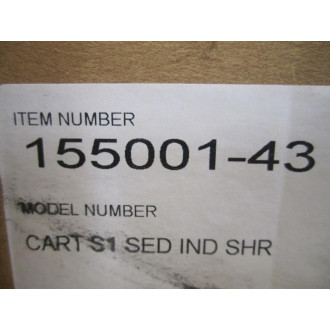 ITEM NUMBER
155001-43
MODEL NUMBER
CART S1 SED IND SHR